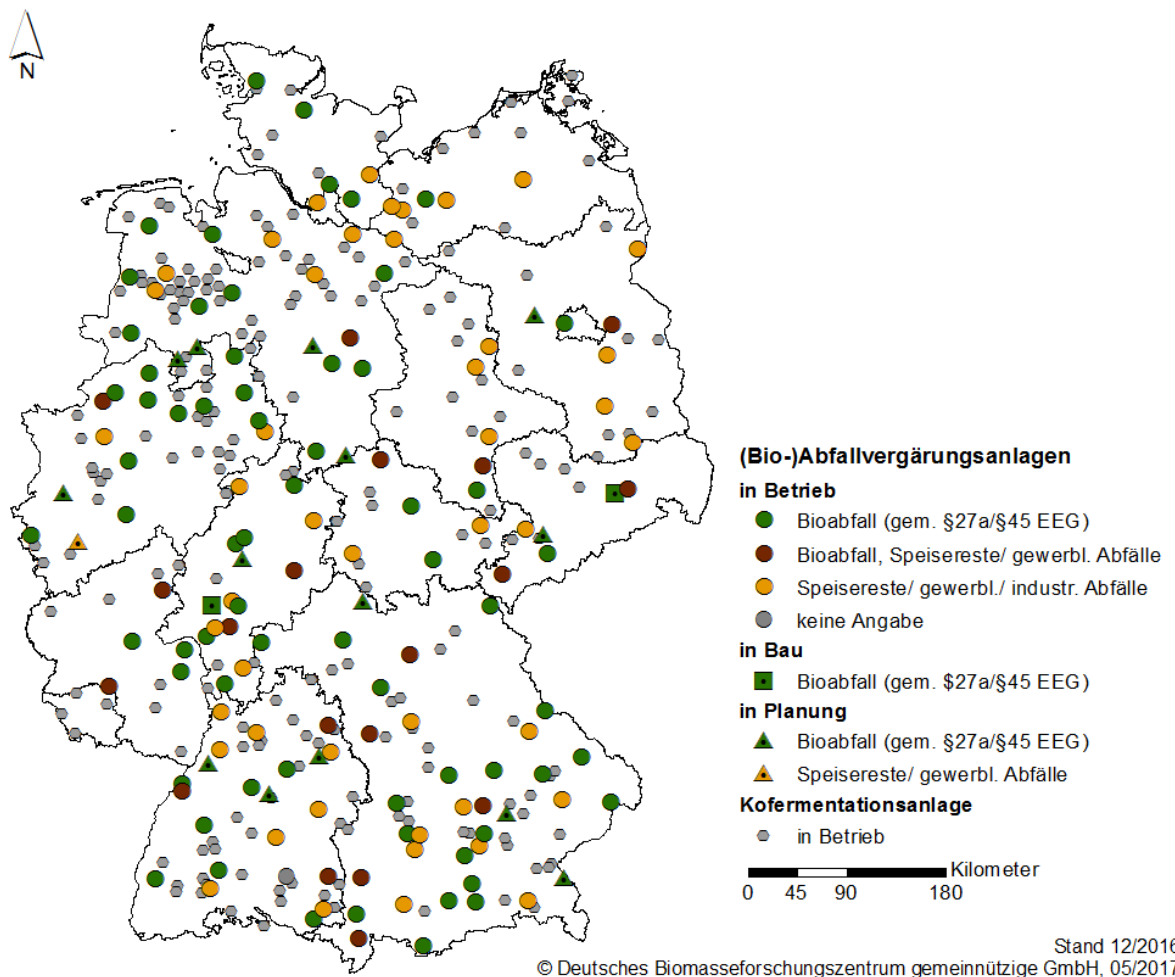 N
(Bio-)Abfallvergärungsanlagen
in Betrieb
Bioabfall (gem. §27a/§45 EEG)
Bioabfall, Speisereste/ gewerbl. Abfälle
Speisereste/ gewerbl./ industr. Abfälle
keine Angabe
in Bau
Bioabfall (gem. $27a/§45 EEG)
in Planung
Bioabfall (gem. §27a/§45 EEG)
Speisereste/ gewerbl. Abfälle
Kofermentationsanlage
in Betrieb
Kilometer
0 45 90 180
Stand 12/2016
© Deutsches Biomasseforschungszentrum gemeinnützige GmbH, 05/2017